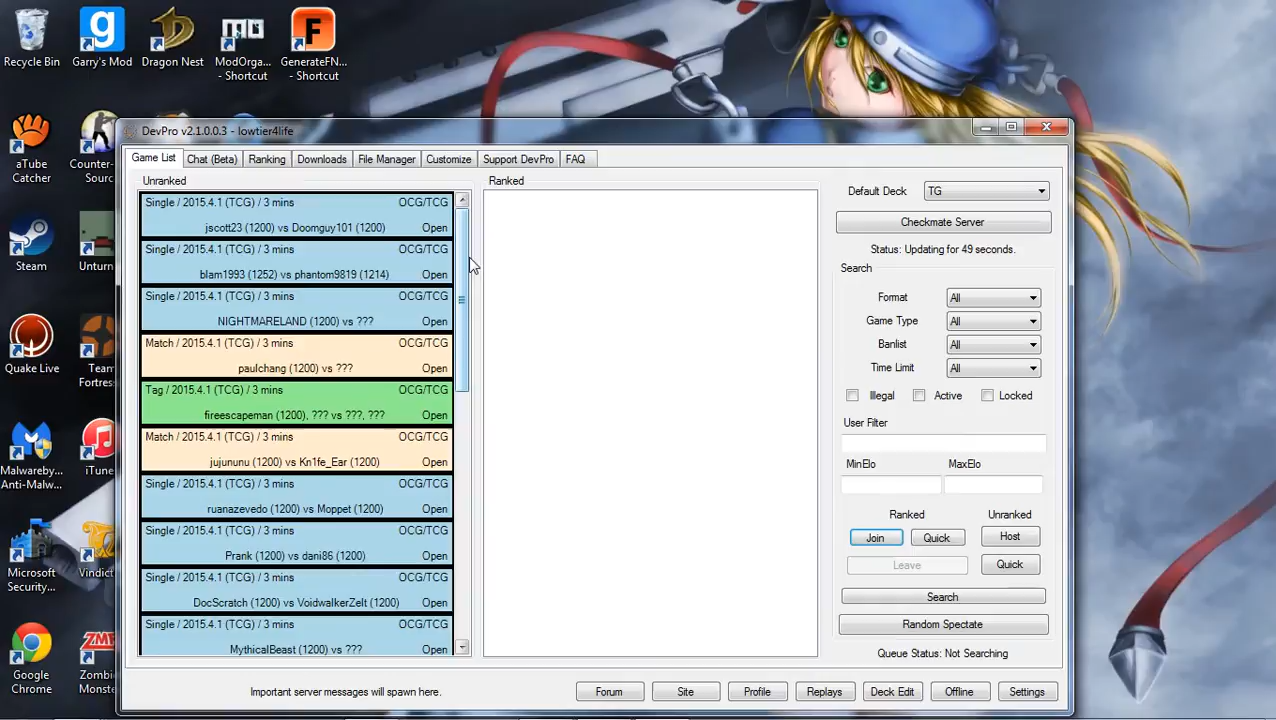 Recycle Bin
Garry's Mod
Dragon Nest
ModOrga...
- Shortcut
GenerateFN...
- Shortcut
aTube
Catcher
Counter-
Sourc
Steam
Unturn
Quake Live
Team
Fortres
Malwareby...
Anti-Malw...
iTune
Microsoft
Security...
Vindict
Google
Chrome
ZMR
Zombi
Monste
DevPro v2.1.0.0.3 - lowtier4life
Game List
Chat (Beta)
Ranking
Downloads
File Manager
Customize
Support DevPro
FAQ
Unranked
Single / 2015.4.1 (TCG) / 3 mins OCG/TCG
jscott23 (1200) vs Doomguy101 (1200) Open
Single / 2015.4.1 (TCG) / 3 mins OCG/TCG
blam1993 (1252) vs phantom9819 (1214) Open
Single / 2015.4.1 (TCG) / 3 mins OCG/TCG
NIGHTMARELAND (1200) vs ??? Open
Match / 2015.4.1 (TCG) / 3 mins OCG/TCG
paulchang (1200) vs ??? Open
Tag / 2015.4.1 (TCG) / 3 mins OCG/TCG
fireescapeman (1200), ??? vs ???, ??? Open
Match / 2015.4.1 (TCG) / 3 mins OCG/TCG
jujununu (1200) vs Kn1fe_Ear (1200) Open
Single / 2015.4.1 (TCG) / 3 mins OCG/TCG
ruanazevedo (1200) vs Moppet (1200) Open
Single / 2015.4.1 (TCG) / 3 mins OCG/TCG
Prank (1200) vs dani86 (1200) Open
Single / 2015.4.1 (TCG) / 3 mins OCG/TCG
DocScratch (1200) vs VoidwalkerZelt (1200) Open
Single / 2015.4.1 (TCG) / 3 mins OCG/TCG
MythicalBeast (1200) vs ??? Open
Ranked
Default Deck TG
Checkmate Server
Status: Updating for 49 seconds.
Search
Format All
Game Type All
Banlist All
Time Limit All
Illegal Active Locked
User Filter
MinElo MaxElo
Ranked Unranked
Join Quick Host
Leave Quick
Search
Random Spectate
Queue Status: Not Searching
Important server messages will spawn here.
Forum
Site
Profile
Replays
Deck Edit
Offline
Settings